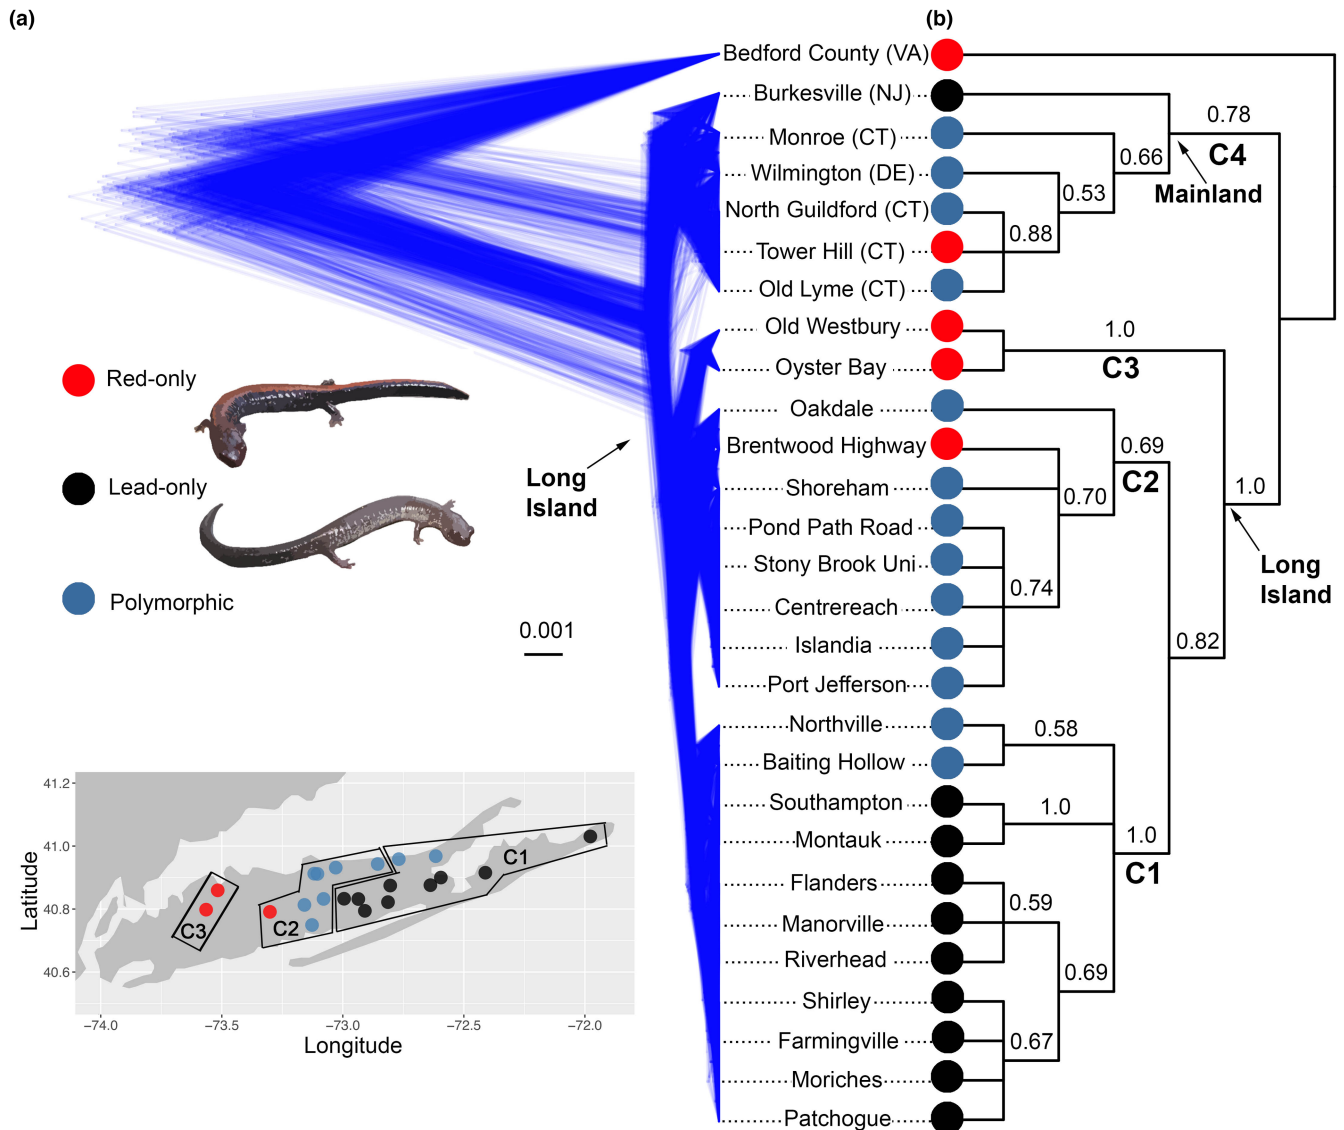 (a)
(b)
Bedford County (VA)
Burkesville (NJ)
Monroe (CT)
Wilmington (DE)
North Guildford (CT)
Tower Hill (CT)
Old Lyme (CT)
Old Westbury
Oyster Bay
Oakdale
Brentwood Highway
Shoreham
Pond Path Road
Stony Brook Uni
Centrereach
Islandia
Port Jefferson
Northville
Baiting Hollow
Southampton
Montauk
Flanders
Manorville
Riverhead
Shirley
Farmingville
Moriches
Patchogue
0.78
C4
0.66
Mainland
0.53
0.88
1.0
C3
0.69
C2
0.70
1.0
Long
Island
0.74
0.82
0.58
1.0
1.0
C1
0.59
0.69
0.67
Red-only
Lead-only
Polymorphic
Long
Island
0.001
41.2
41.0
40.8
40.6
Latitude
C1
C2
C3
−74.0
−73.5
−73.0
−72.5
−72.0
Longitude